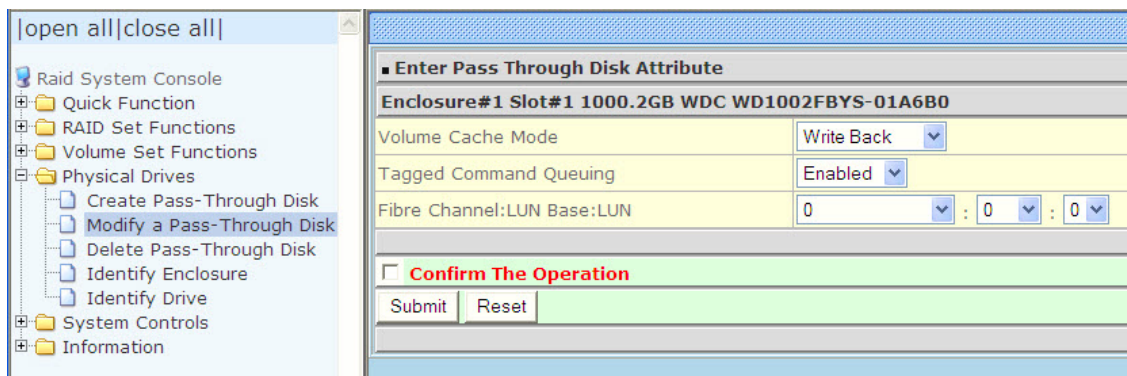 |open all|close all|
Raid System Console
Quick Function
RAID Set Functions
Volume Set Functions
Physical Drives
Create Pass-Through Disk
Modify a Pass-Through Disk
Delete Pass-Through Disk
Identify Enclosure
Identify Drive
System Controls
Information
Enter Pass Through Disk Attribute
Enclosure#1 Slot#1 1000.2GB WDC WD1002FBYS-01A6B0
Volume Cache Mode Write Back
Tagged Command Queuing Enabled
Fibre Channel:LUN Base:LUN 0 : 0 : 0
Confirm The Operation
Submit Reset